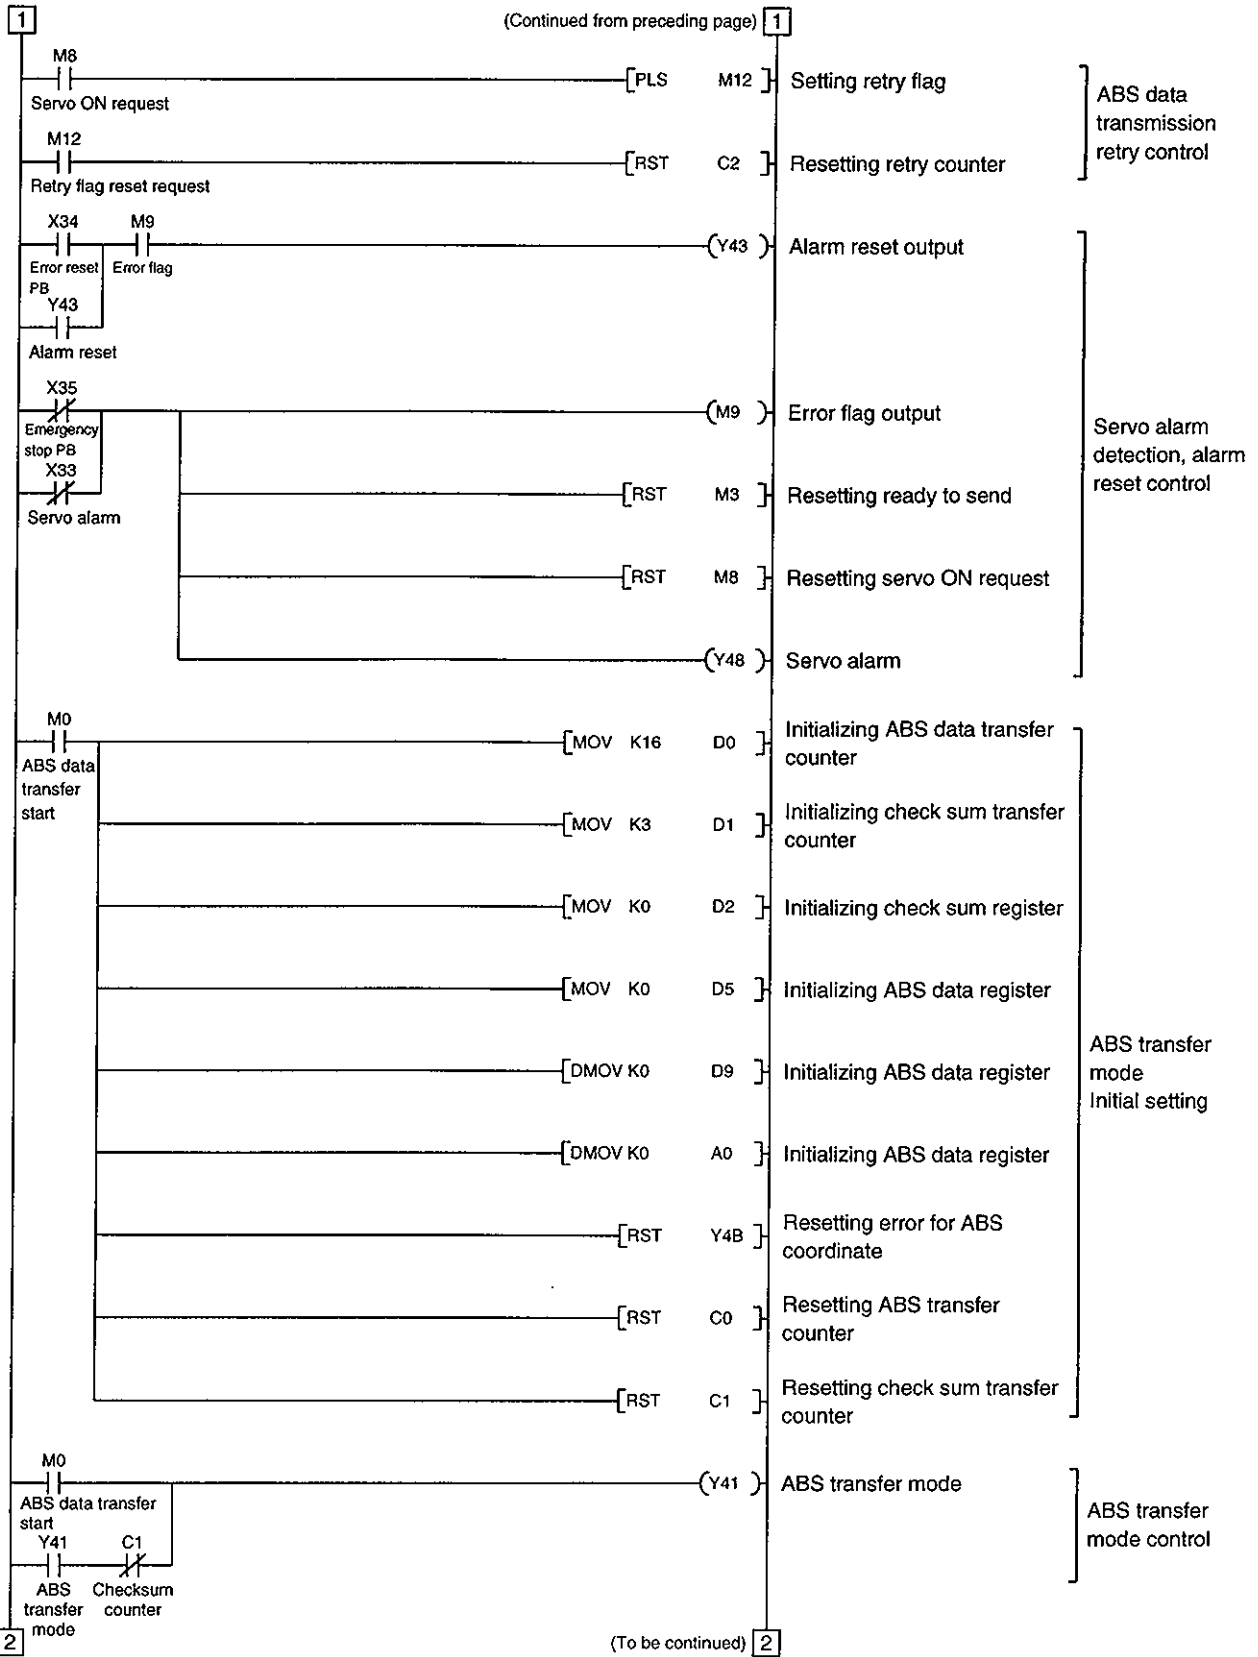 1
(Continued from preceding page) 1
M8
Servo ON request
[PLS M12 ] Setting retry flag
M12
Retry flag reset request
[RST C2 ] Resetting retry counter
ABS data
transmission
retry control
X34 M9
Error reset
PB
Error flag
(Y43 ) Alarm reset output
Y43
Alarm reset
X35
Emergency
stop PB
(M9 ) Error flag output
X33
Servo alarm
[RST M3 ] Resetting ready to send
[RST M8 ] Resetting servo ON request
(Y48 ) Servo alarm
Servo alarm
detection, alarm
reset control
M0
ABS data
transfer
start
[MOV K16 D0 ] Initializing ABS data transfer
counter
[MOV K3 D1 ] Initializing check sum transfer
counter
[MOV K0 D2 ] Initializing check sum register
[MOV K0 D5 ] Initializing ABS data register
[DMOV K0 D9 ] Initializing ABS data register
[DMOV K0 A0 ] Initializing ABS data register
[RST Y4B ] Resetting error for ABS
coordinate
[RST C0 ] Resetting ABS transfer
counter
[RST C1 ] Resetting check sum transfer
counter
ABS transfer
mode
Initial setting
M0
ABS data transfer
start
(Y41 ) ABS transfer mode
Y41 C1
ABS
transfer
mode
Checksum
counter
ABS transfer
mode control
2
(To be continued) 2